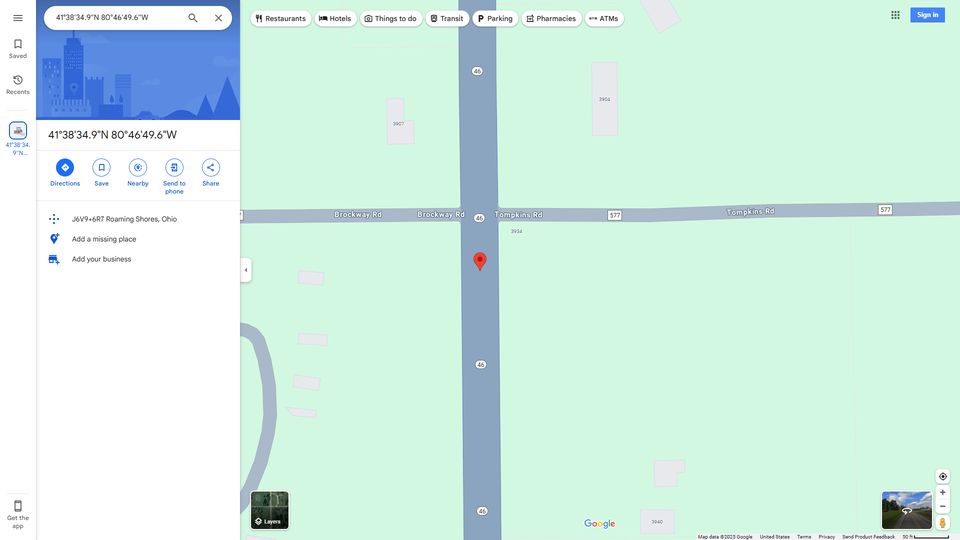 41°38'34.9"N 80°46'49.6"W
Restaurants
Hotels
Things to do
Transit
Parking
Pharmacies
ATMs
Sign in
Saved
Recents
41°38'34.
9"N...
41°38'34.9"N 80°46'49.6"W
Directions
Save
Nearby
Send to
phone
Share
J6V9+6R7 Roaming Shores, Ohio
Add a missing place
Add your business
Get the
app
46
3904
3907
Brockway Rd
Brockway Rd
46
Tompkins Rd
577
Tompkins Rd
577
3934
46
46
3940
Layers
Google
Map data ©2025 Google
United States
Terms
Privacy
Send Product Feedback
50 ft